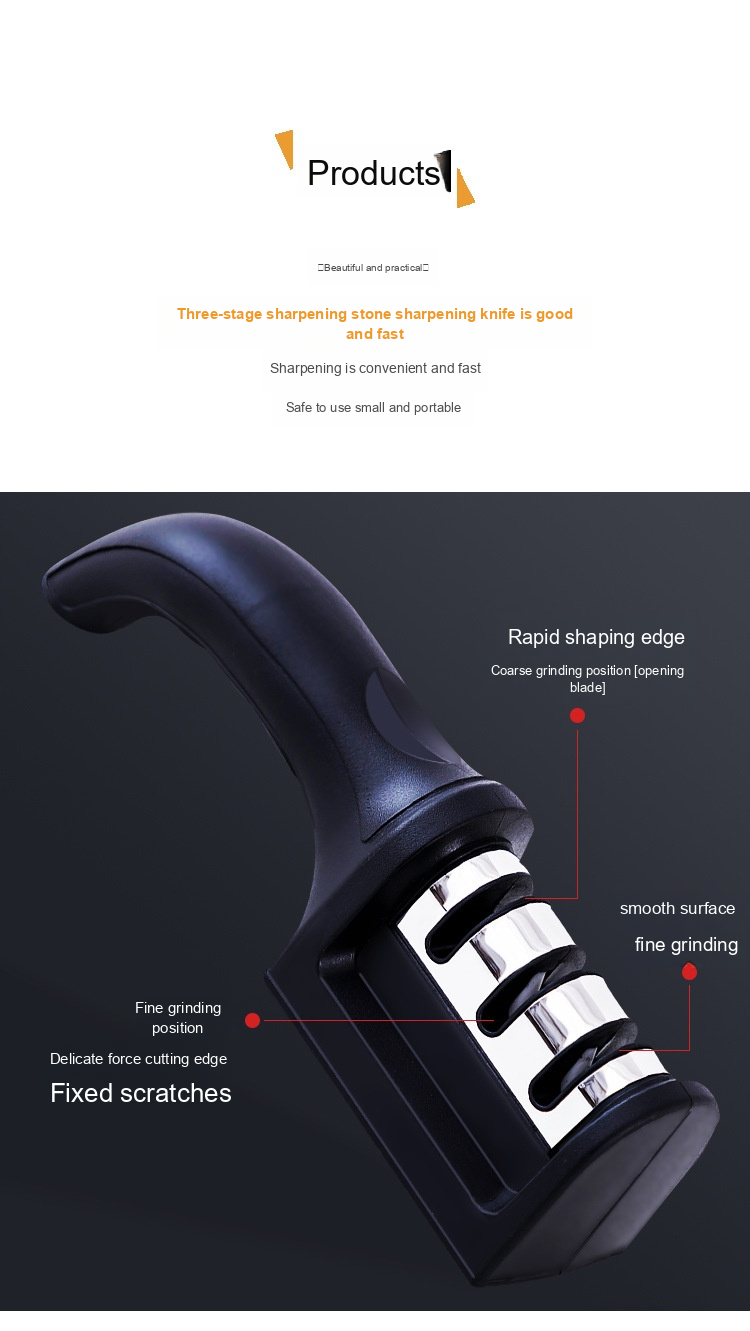 Products
Beautiful and practical
Three-stage sharpening stone sharpening knife is good
and fast
Sharpening is convenient and fast
Safe to use small and portable
Rapid shaping edge
Coarse grinding position [opening
blade]
smooth surface
fine grinding
Fine grinding
position
Delicate force cutting edge
Fixed scratches